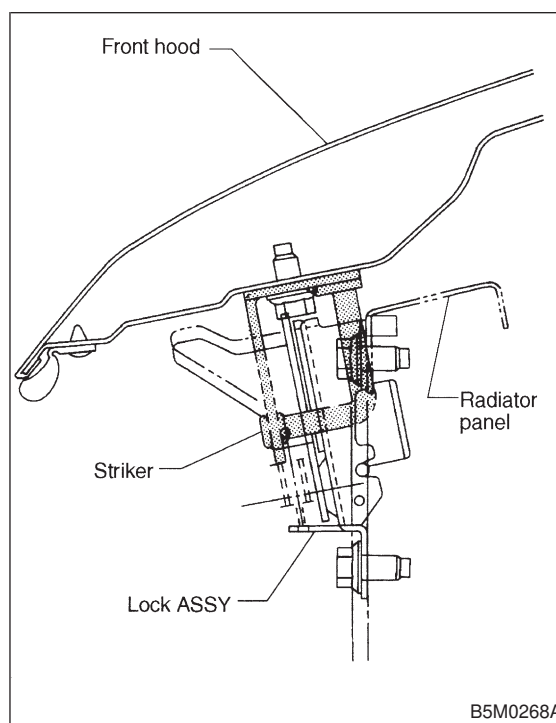 Front hood
Radiator
panel
Striker
Lock ASSY
B5M0268A